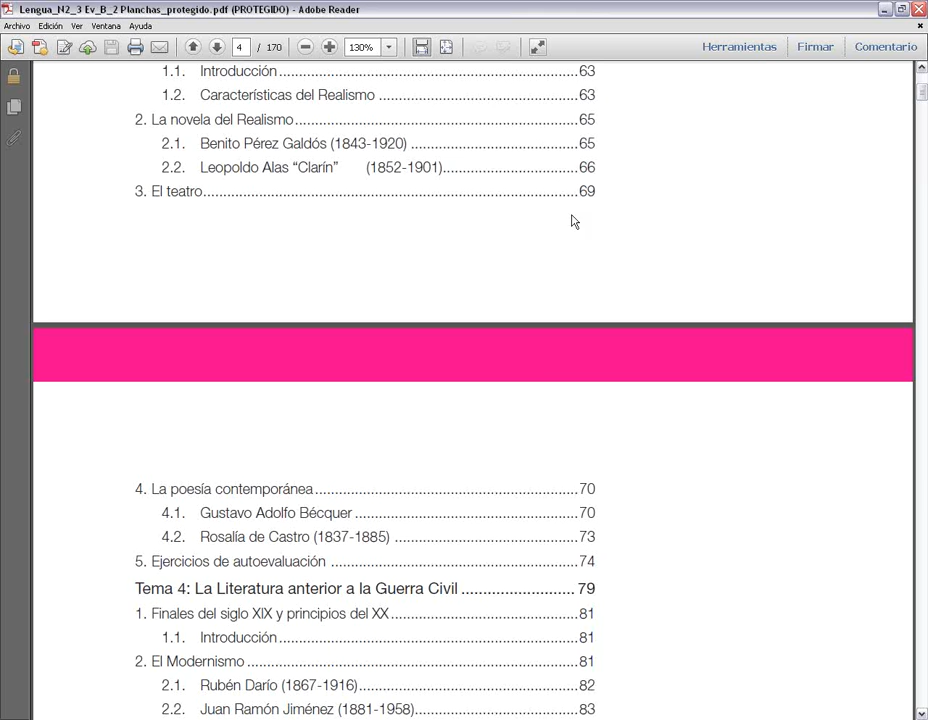 Lengua_N2_3 Ev_B_2 Planchas_protegido.pdf (PROTEGIDO) - Adobe Reader
Archivo Edición Ver Ventana Ayuda
4 / 170 130% Herramientas Firmar Comentario
1.1. Introducción 63
1.2. Características del Realismo 63
2. La novela del Realismo 65
2.1. Benito Pérez Galdós (1843-1920) 65
2.2. Leopoldo Alas “Clarín” (1852-1901) 66
3. El teatro 69
4. La poesía contemporánea 70
4.1. Gustavo Adolfo Bécquer 70
4.2. Rosalía de Castro (1837-1885) 73
5. Ejercicios de autoevaluación 74
Tema 4: La Literatura anterior a la Guerra Civil 79
1. Finales del siglo XIX y principios del XX 81
1.1. Introducción 81
2. El Modernismo 81
2.1. Rubén Darío (1867-1916) 82
2.2. Juan Ramón Jiménez (1881-1958) 83